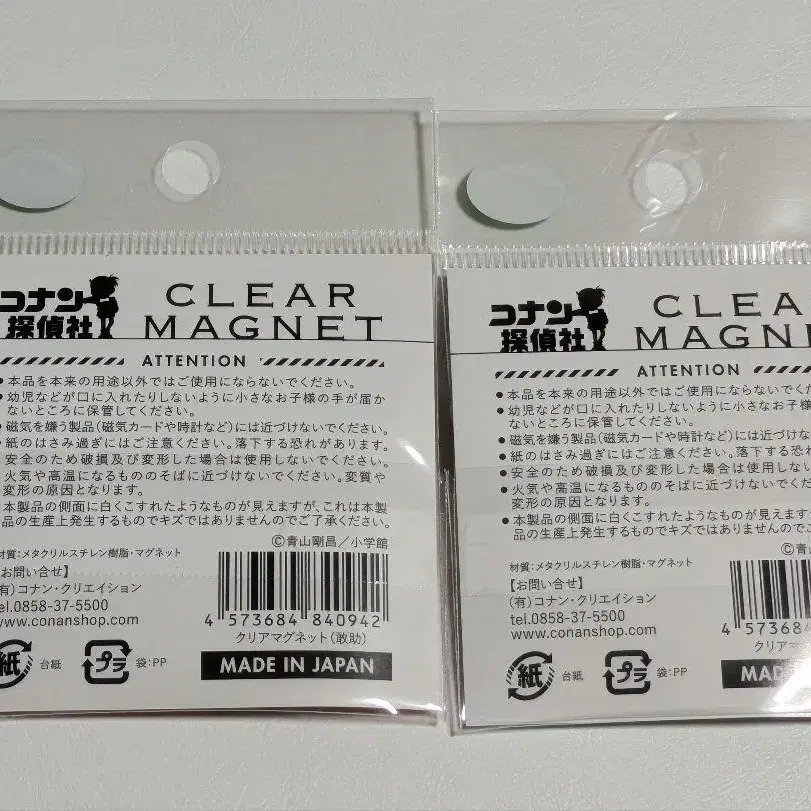 コナン
探偵社
CLEAR
MAGNET
ATTENTION
●本品を本来の用途以外ではご使用にならないでください。
●幼児などが口に入れたりしないように小さなお子様の手が届か
ないところに保管してください。
●磁気を嫌う製品(磁気カードや時計など)には近づけないでください。
●紙のはさみ過ぎにはご注意ください。落下する恐れがあります。
●安全のため破損及び変形した場合は使用しないでください。
火気や高温になるもののそばに近づけないでください。変質や
変形の原因となります。
本製品の側面に白くこすれたようなものが見えますが、これは本製
品の生産上発生するものでキズではありませんのでご了承ください。
©青山剛昌/小学館
材質:メタクリルスチレン樹脂・マグネット
【お問い合せ】
(有)コナン・クリエイション
tel.0858-37-5500
www.conanshop.com
4 573684 840942
クリアマグネット(敢助)
紙 台紙 プラ 袋:PP
MADE IN JAPAN
コナン
探偵社
CLEA
MAGNE
ATTENTION
●本品を本来の用途以外ではご使用にならないでくだ
●幼児などが口に入れたりしないように小さなお子様の
ないところに保管してください。
●磁気を嫌う製品(磁気カードや時計など)には近づけな
●紙のはさみ過ぎにはご注意ください。落下する恐れ
●安全のため破損及び変形した場合は使用しない
●火気や高温になるもののそばに近づけないでください
変形の原因となります。
●本製品の側面に白くこすれたようなものが見えますが、
品の生産上発生するものでキズではありませんのでご
©青山
材質:メタクリルスチレン樹脂・マグネット
【お問い合せ】
(有)コナン・クリエイション
tel.0858-37-5500
www.conanshop.com
4 57368
クリアマ
紙 台紙 プラ 袋:PP
MAD